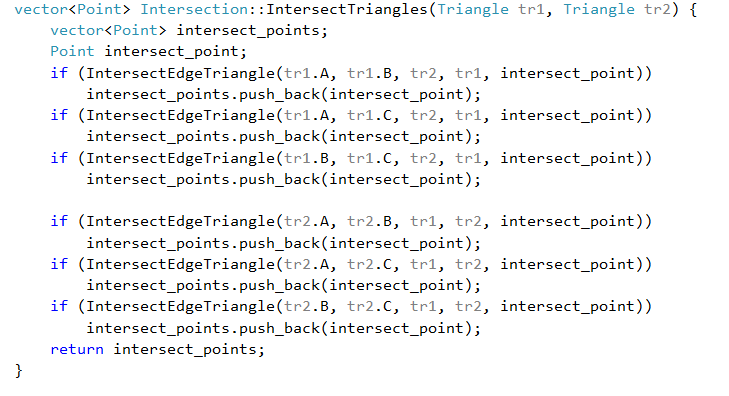 vector<Point> Intersection::IntersectTriangles(Triangle tr1, Triangle tr2) {
    vector<Point> intersect_points;
    Point intersect_point;
    if (IntersectEdgeTriangle(tr1.A, tr1.B, tr2, tr1, intersect_point))
        intersect_points.push_back(intersect_point);
    if (IntersectEdgeTriangle(tr1.A, tr1.C, tr2, tr1, intersect_point))
        intersect_points.push_back(intersect_point);
    if (IntersectEdgeTriangle(tr1.B, tr1.C, tr2, tr1, intersect_point))
        intersect_points.push_back(intersect_point);

    if (IntersectEdgeTriangle(tr2.A, tr2.B, tr1, tr2, intersect_point))
        intersect_points.push_back(intersect_point);
    if (IntersectEdgeTriangle(tr2.A, tr2.C, tr1, tr2, intersect_point))
        intersect_points.push_back(intersect_point);
    if (IntersectEdgeTriangle(tr2.B, tr2.C, tr1, tr2, intersect_point))
        intersect_points.push_back(intersect_point);
    return intersect_points;
}